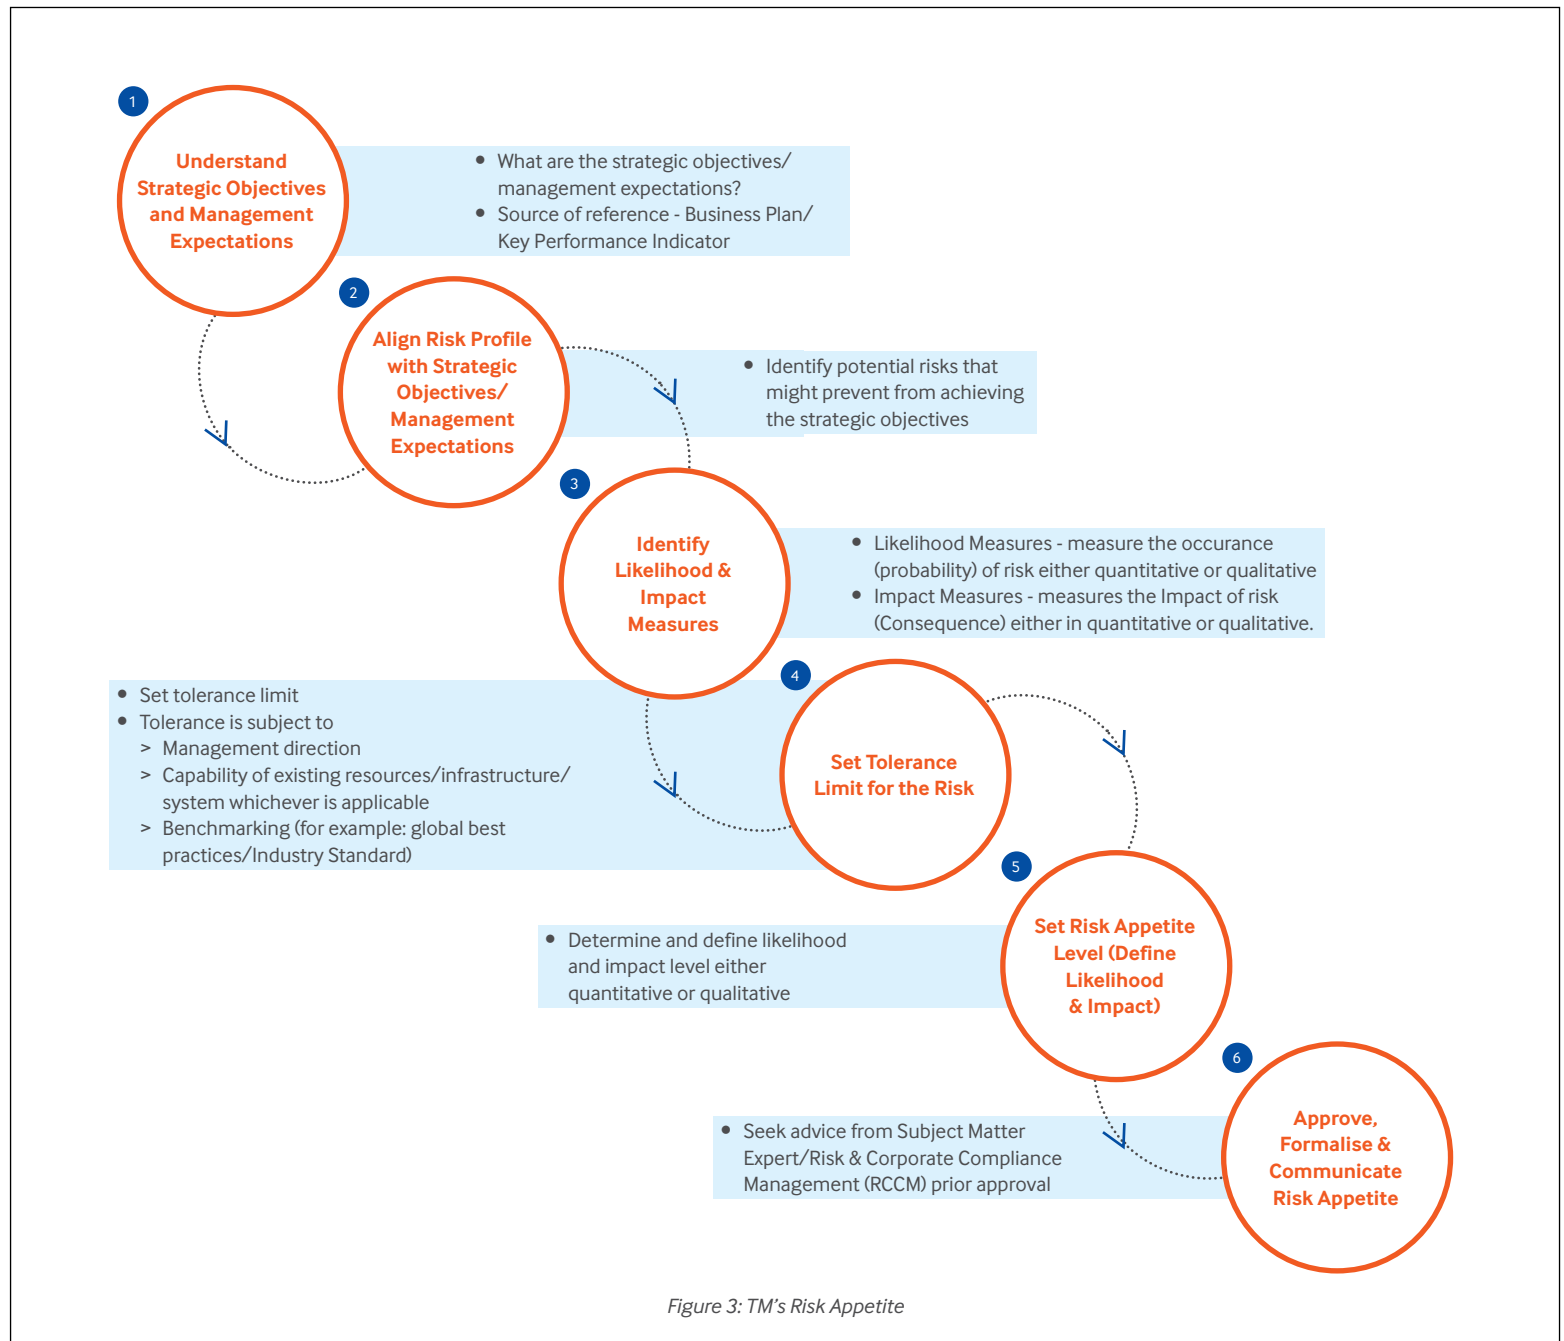 1
Understand
Strategic Objectives
and Management
Expectations
• What are the strategic objectives/
management expectations?
• Source of reference - Business Plan/
Key Performance Indicator
2
Align Risk Profile
with Strategic
Objectives/
Management
Expectations
• Identify potential risks that
might prevent from achieving
the strategic objectives
3
Identify
Likelihood &
Impact
Measures
• Likelihood Measures - measure the occurance
(probability) of risk either quantitative or qualitative
• Impact Measures - measures the Impact of risk
(Consequence) either in quantitative or qualitative.
4
Set Tolerance
Limit for the Risk
• Set tolerance limit
• Tolerance is subject to
> Management direction
> Capability of existing resources/infrastructure/
system whichever is applicable
> Benchmarking (for example: global best
practices/Industry Standard)
5
Set Risk Appetite
Level (Define
Likelihood
& Impact)
• Determine and define likelihood
and impact level either
quantitative or qualitative
6
Approve,
Formalise &
Communicate
Risk Appetite
• Seek advice from Subject Matter
Expert/Risk & Corporate Compliance
Management (RCCM) prior approval
Figure 3: TM's Risk Appetite